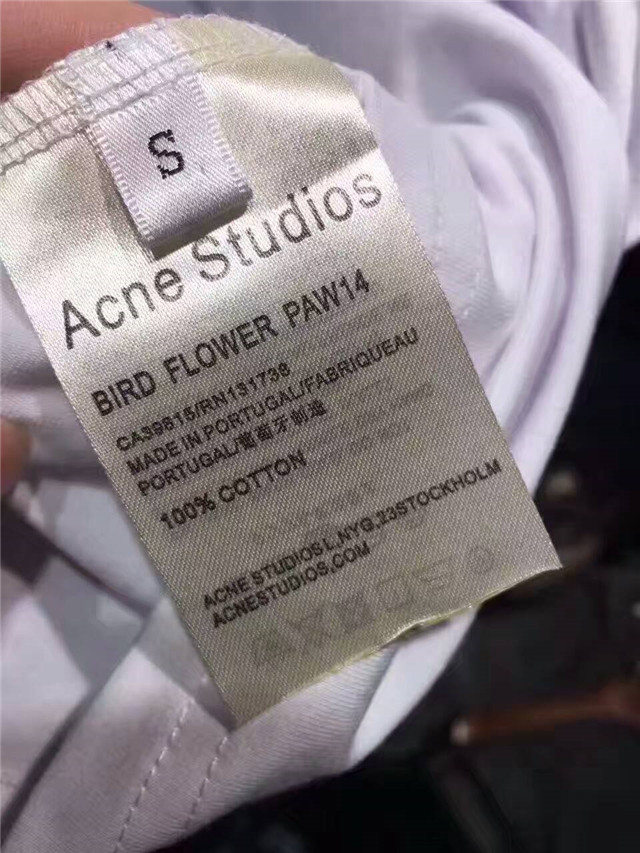 S
Acne Studios
BIRD FLOWER PAW14
CA39815/RN131738
MADE IN PORTUGAL/FABRIQUEAU
PORTUGAL/葡萄牙制造
100% COTTON
ACNE STUDIOS L,NYG,23STOCKHOLM
ACNESTUDIOS.COM